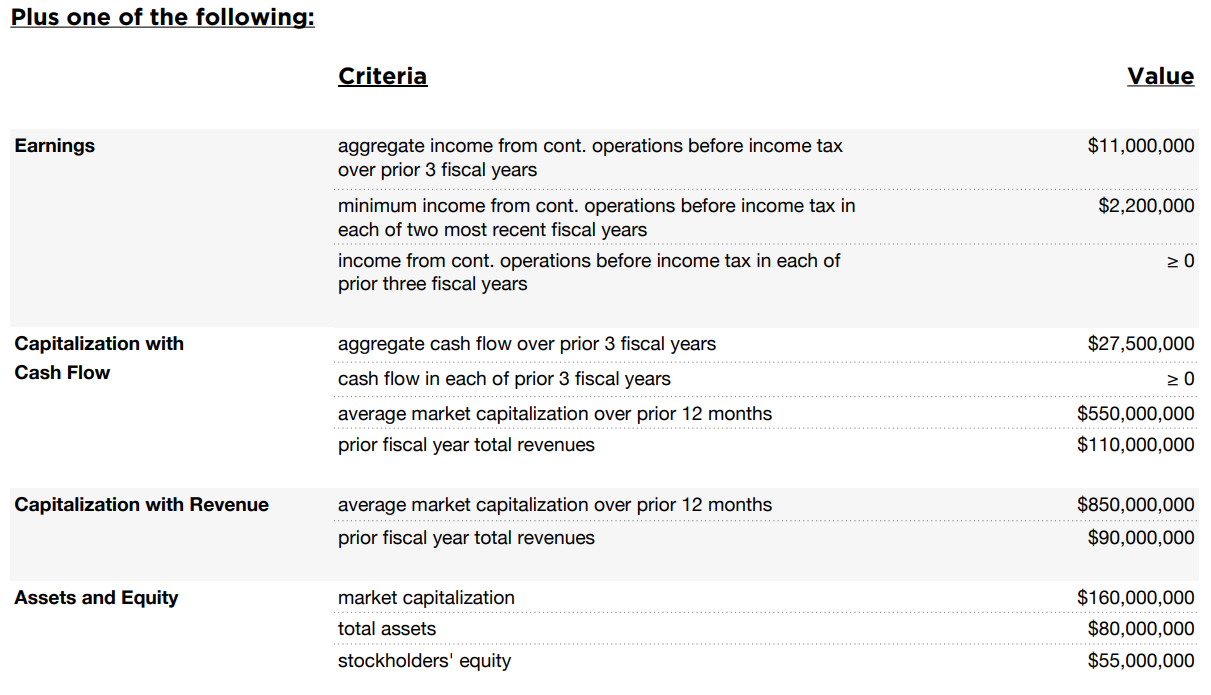 Plus one of the following:
Criteria Value
Earnings aggregate income from cont. operations before income tax $11,000,000
over prior 3 fiscal years
minimum income from cont. operations before income tax in $2,200,000
each of two most recent fiscal years
income from cont. operations before income tax in each of ≥ 0
prior three fiscal years
Capitalization with aggregate cash flow over prior 3 fiscal years $27,500,000
Cash Flow cash flow in each of prior 3 fiscal years ≥ 0
average market capitalization over prior 12 months $550,000,000
prior fiscal year total revenues $110,000,000
Capitalization with Revenue average market capitalization over prior 12 months $850,000,000
prior fiscal year total revenues $90,000,000
Assets and Equity market capitalization $160,000,000
total assets $80,000,000
stockholders' equity $55,000,000